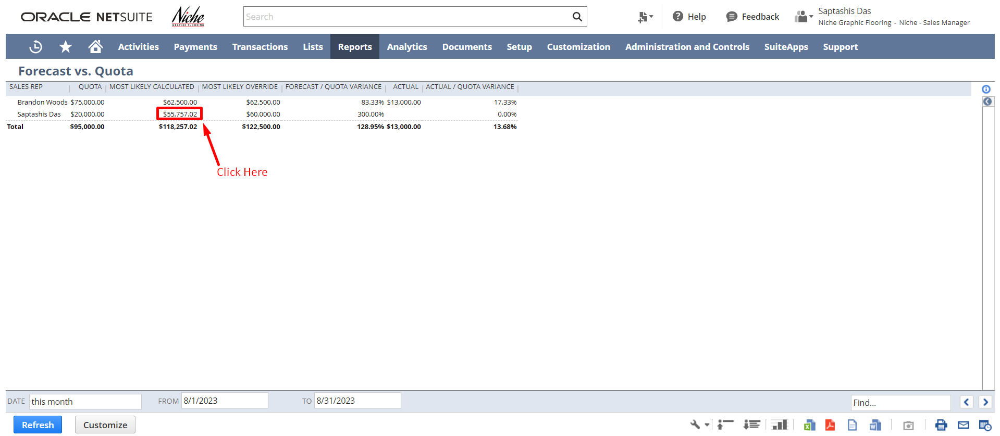 ORACLE NETSUITE
Niche
GRAPHIC FLOORING
Search
Help
Feedback
Saptashis Das
Niche Graphic Flooring - Niche - Sales Manager
Activities Payments Transactions Lists Reports Analytics Documents Setup Customization Administration and Controls SuiteApps Support
Forecast vs. Quota
SALES REP QUOTA MOST LIKELY CALCULATED MOST LIKELY OVERRIDE FORECAST / QUOTA VARIANCE ACTUAL ACTUAL / QUOTA VARIANCE
Brandon Woods $75,000.00 $62,500.00 $62,500.00 83.33% $13,000.00 17.33%
Saptashis Das $20,000.00 $55,757.02 $60,000.00 300.00% 0.00%
Total $95,000.00 $118,257.02 $122,500.00 128.95% $13,000.00 13.68%
Click Here
DATE this month FROM 8/1/2023 TO 8/31/2023 Find...
Refresh Customize